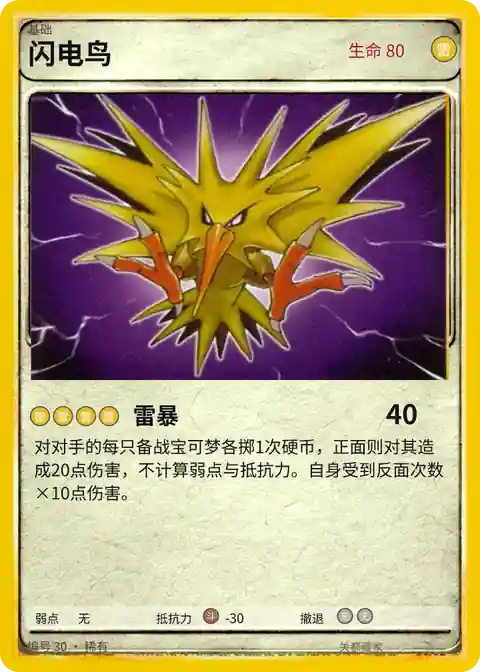 基础
闪电鸟
生命 80
雷
雷暴 40
对对手的每只备战宝可梦各掷1次硬币，正面则对其造
成20点伤害，不计算弱点与抵抗力。自身受到反面次数
×10点伤害。
弱点 无 抵抗力 斗 -30 撤退
编号 30 · 稀有